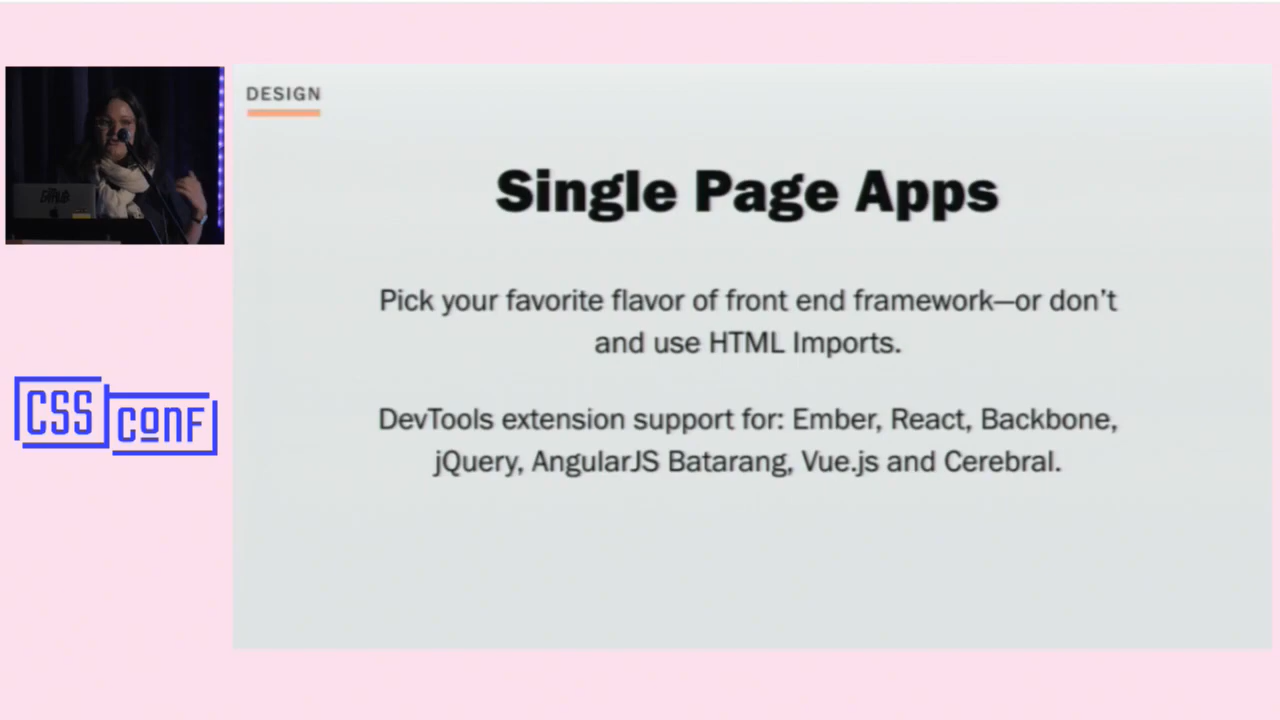 DESIGN
Single Page Apps
Pick your favorite flavor of front end framework—or don’t
and use HTML Imports.
DevTools extension support for: Ember, React, Backbone,
jQuery, AngularJS Batarang, Vue.js and Cerebral.
CSS
CONF